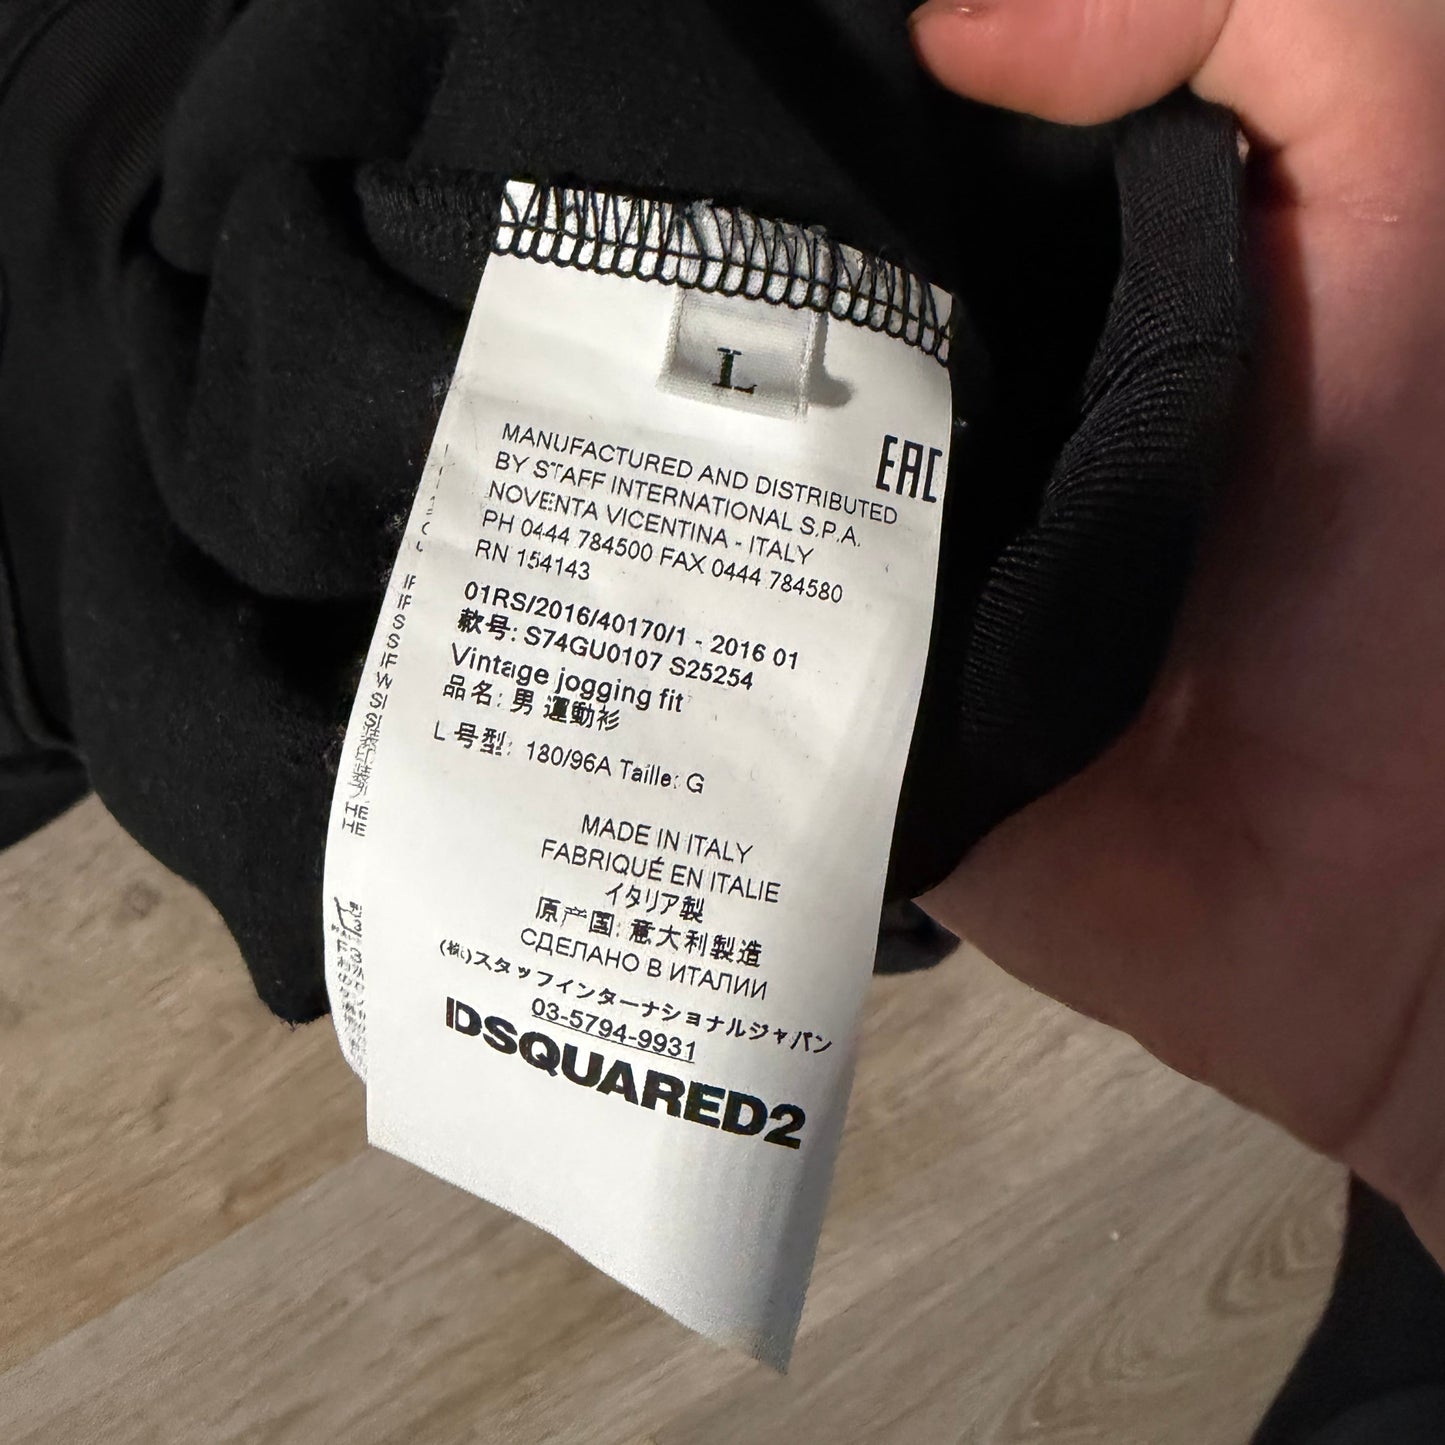 L
EAC
MANUFACTURED AND DISTRIBUTED
BY STAFF INTERNATIONAL S.P.A.
NOVENTA VICENTINA - ITALY
PH 0444 784500 FAX 0444 784580
RN 154143
01RS/2016/40170/1 - 2016 01
款号: S74GU0107 S25254
Vintage jogging fit
品名: 男 運動衫
L 号型: 180/96A Taille: G
MADE IN ITALY
FABRIQUÉ EN ITALIE
イタリア製
原产国: 意大利製造
СДЕЛАНО В ИТАЛИИ
(株)スタッフインターナショナルジャパン
03-5794-9931
DSQUARED2